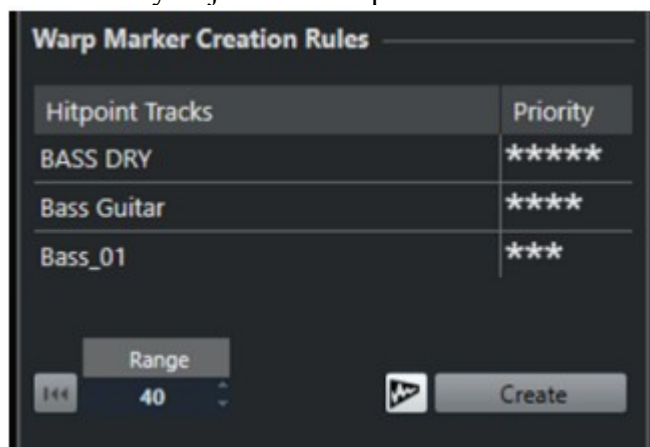 Warp Marker Creation Rules
Hitpoint Tracks Priority
BASS DRY *****
Bass Guitar ****
Bass_01 ***
Range
40 Create